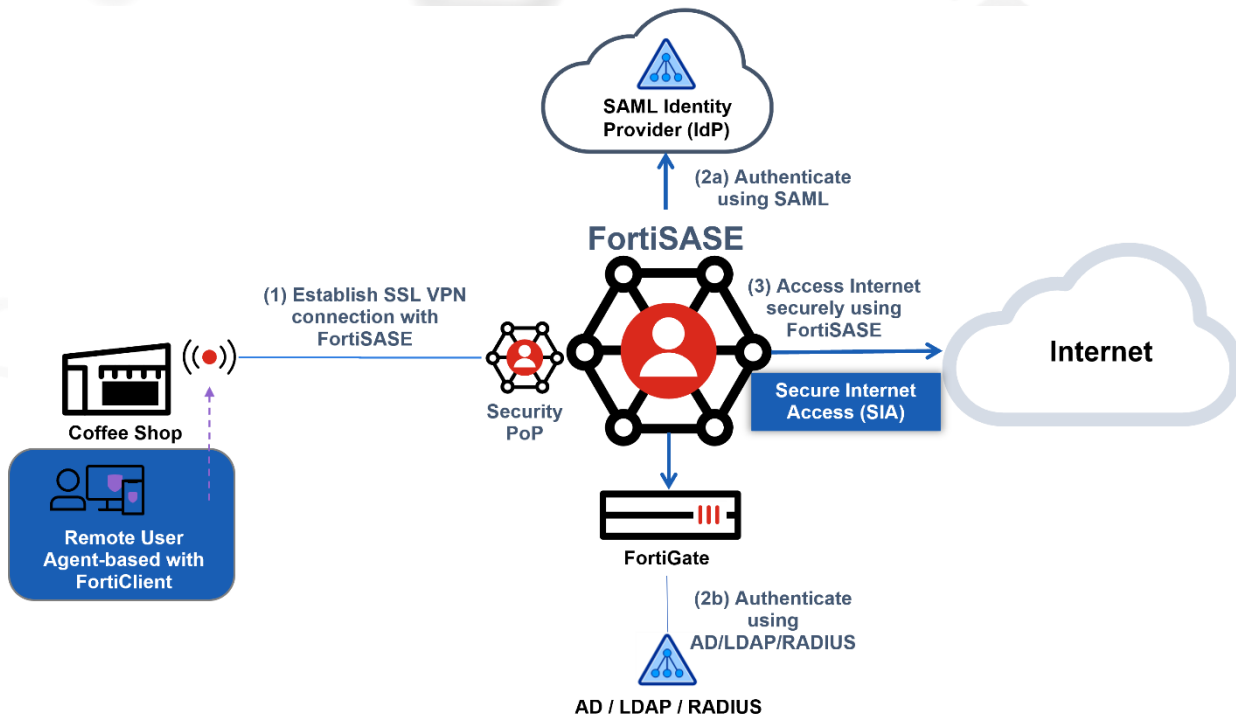 SAML Identity
Provider (IdP)
(2a) Authenticate
using SAML
FortiSASE
(1) Establish SSL VPN
connection with
FortiSASE
(3) Access Internet
securely using
FortiSASE
Internet
Secure Internet
Access (SIA)
Security
PoP
Coffee Shop
Remote User
Agent-based with
FortiClient
FortiGate
(2b) Authenticate
using
AD/LDAP/RADIUS
AD / LDAP / RADIUS